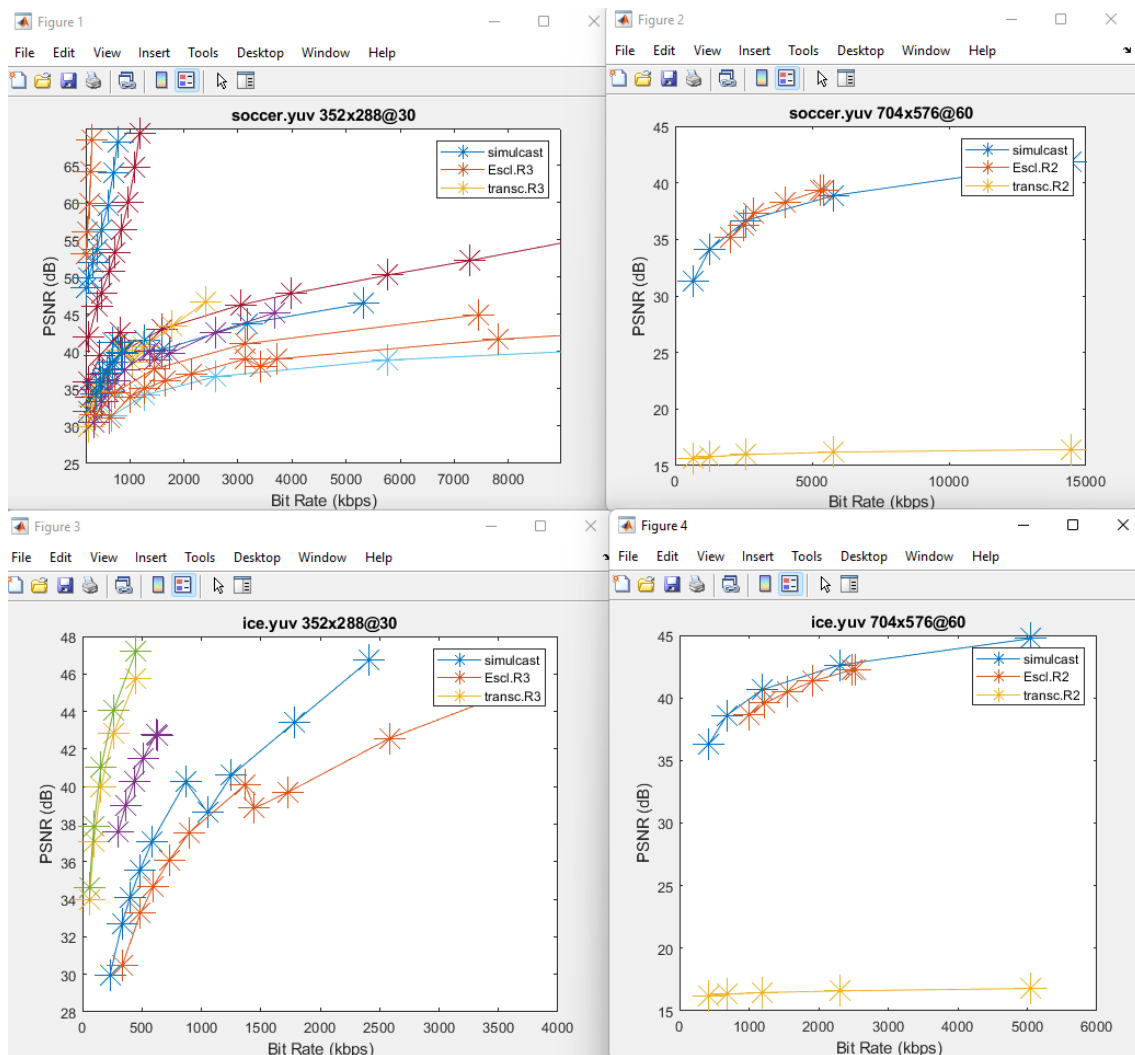 Figure 1
File Edit View Insert Tools Desktop Window Help
soccer.yuv 352x288@30
simulcast
Escl.R3
transc.R3
PSNR (dB)
65
60
55
50
45
40
35
30
25
1000 2000 3000 4000 5000 6000 7000 8000
Bit Rate (kbps)
Figure 2
File Edit View Insert Tools Desktop Window Help
soccer.yuv 704x576@60
simulcast
Escl.R2
transc.R2
PSNR (dB)
45
40
35
30
25
20
15
0 5000 10000 15000
Bit Rate (kbps)
Figure 3
File Edit View Insert Tools Desktop Window Help
ice.yuv 352x288@30
simulcast
Escl.R3
transc.R3
PSNR (dB)
48
46
44
42
40
38
36
34
32
30
28
0 500 1000 1500 2000 2500 3000 3500 4000
Bit Rate (kbps)
Figure 4
File Edit View Insert Tools Desktop Window Help
ice.yuv 704x576@60
simulcast
Escl.R2
transc.R2
PSNR (dB)
45
40
35
30
25
20
15
0 1000 2000 3000 4000 5000 6000
Bit Rate (kbps)